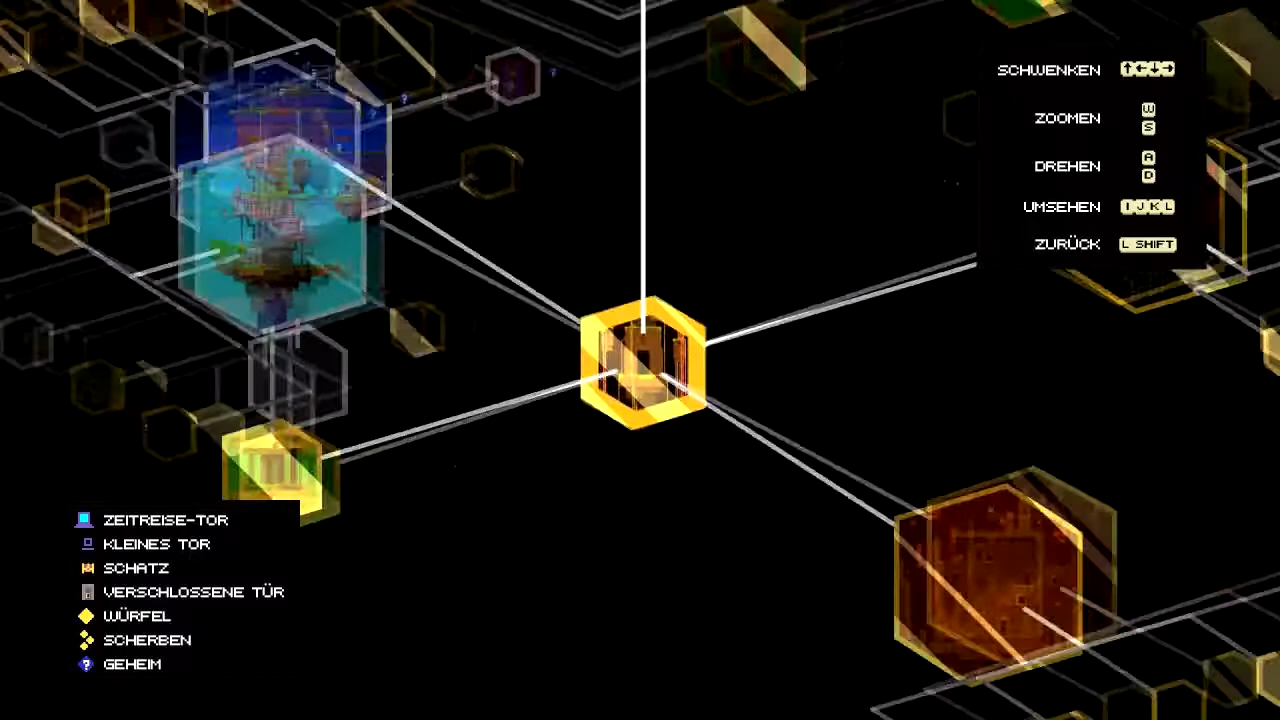 SCHWENKEN ↑←↓→
ZOOMEN W
S
DREHEN A
D
UMSEHEN I J K L
ZURÜCK L SHIFT
ZEITREISE-TOR
KLEINES TOR
SCHATZ
VERSCHLOSSENE TÜR
WÜRFEL
SCHERBEN
? GEHEIM